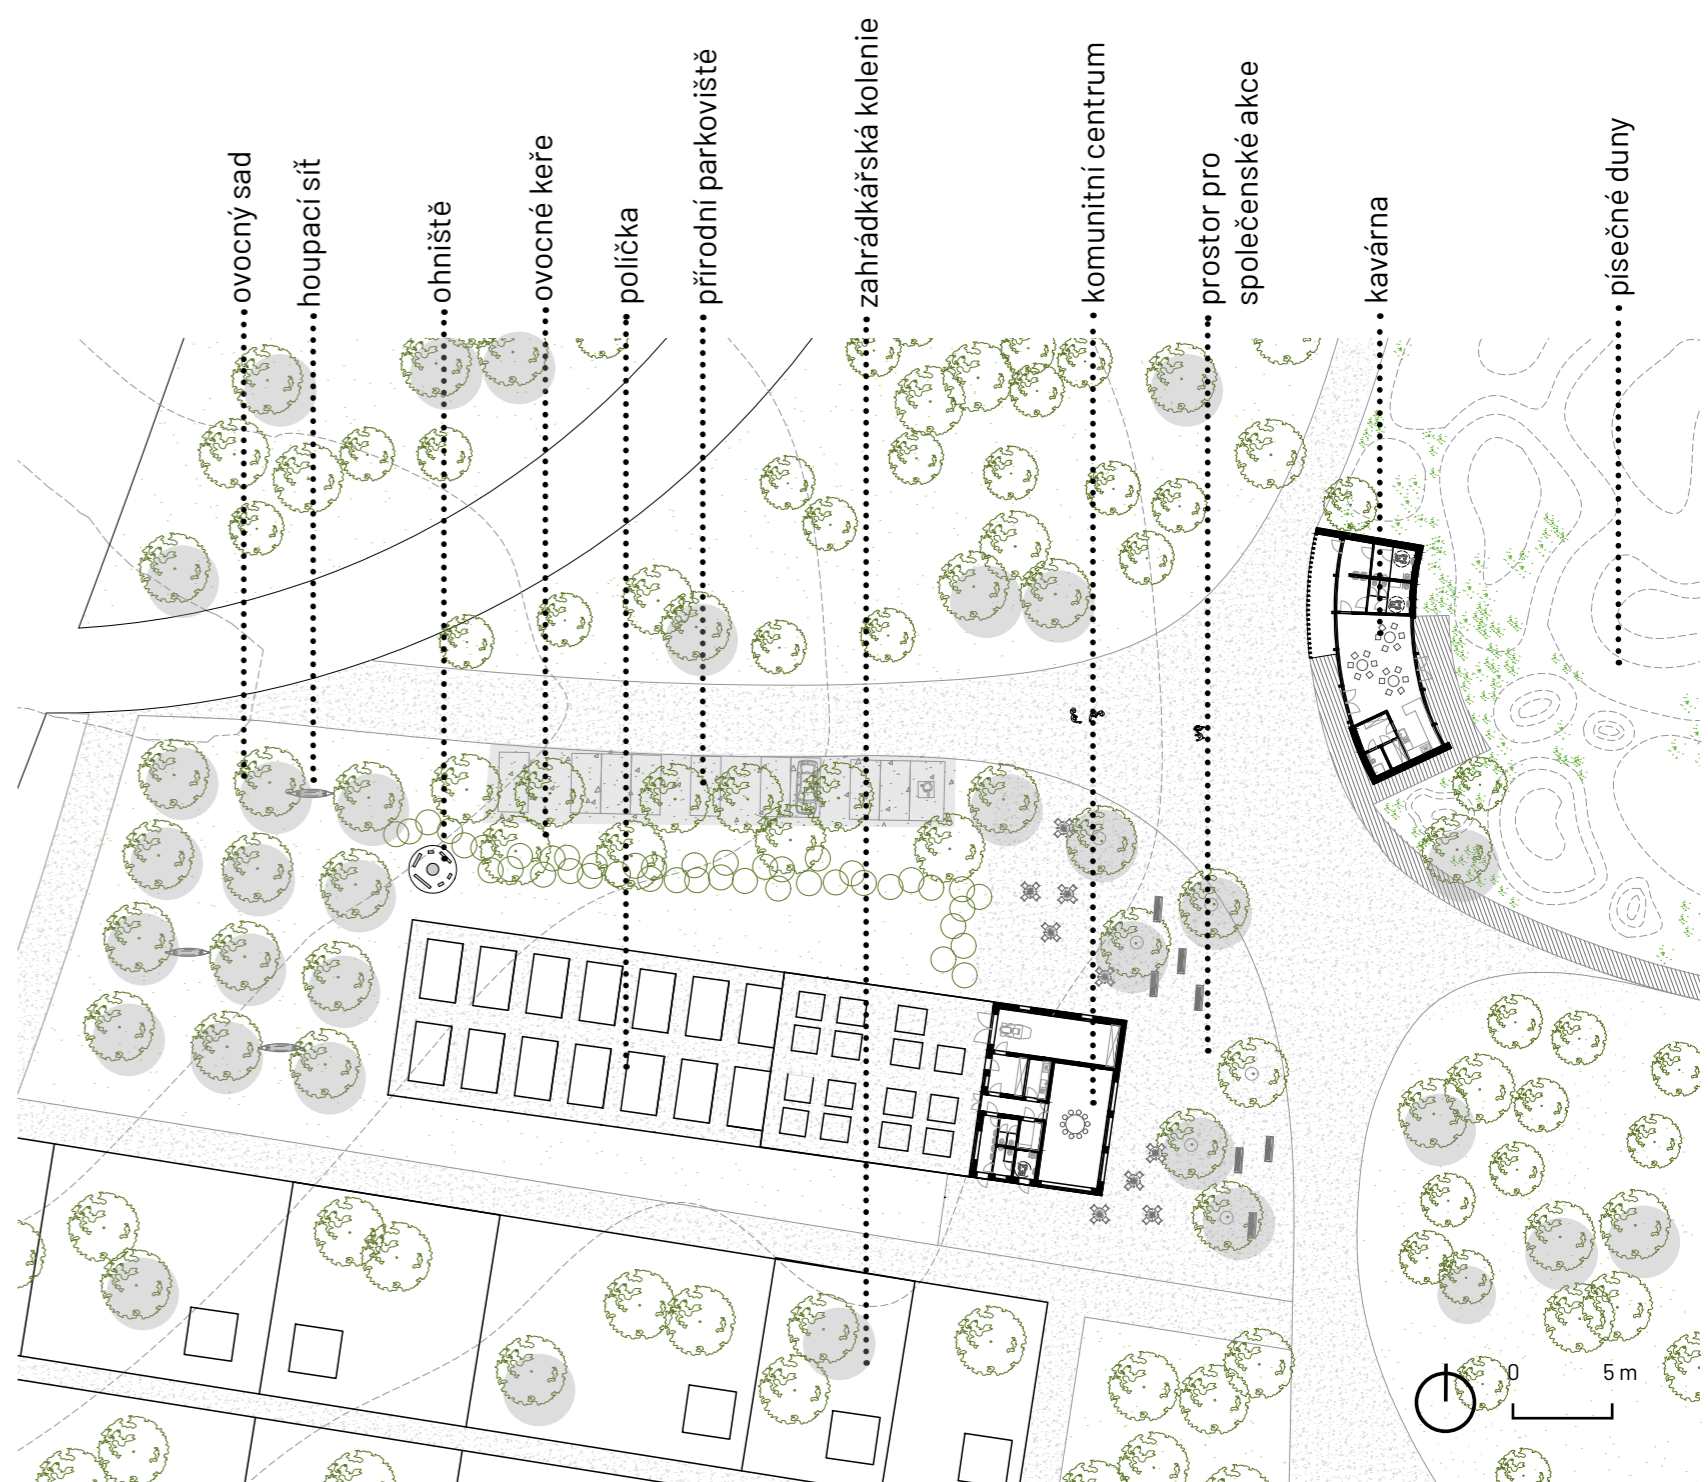 ovocný sad
houpací síť
ohniště
ovocné keře
políčka
přírodní parkoviště
zahrádkářská kolenie
komunitní centrum
prostor pro
společenské akce
kavárna
písečné duny
0 5 m